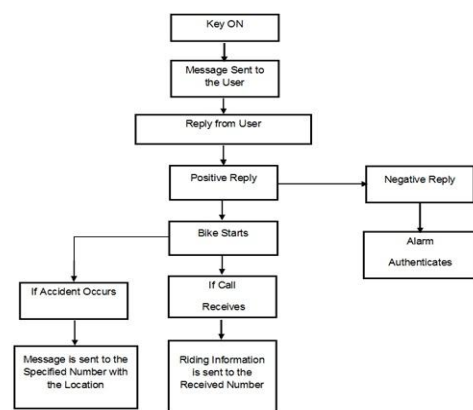 Key ON
Message Sent to
the User
Reply from User
Positive Reply
Negative Reply
Bike Starts
Alarm
Authenticates
If Accident Occurs
If Call
Receives
Message is sent to the
Specified Number with
the Location
Riding Information
is sent to the
Received Number